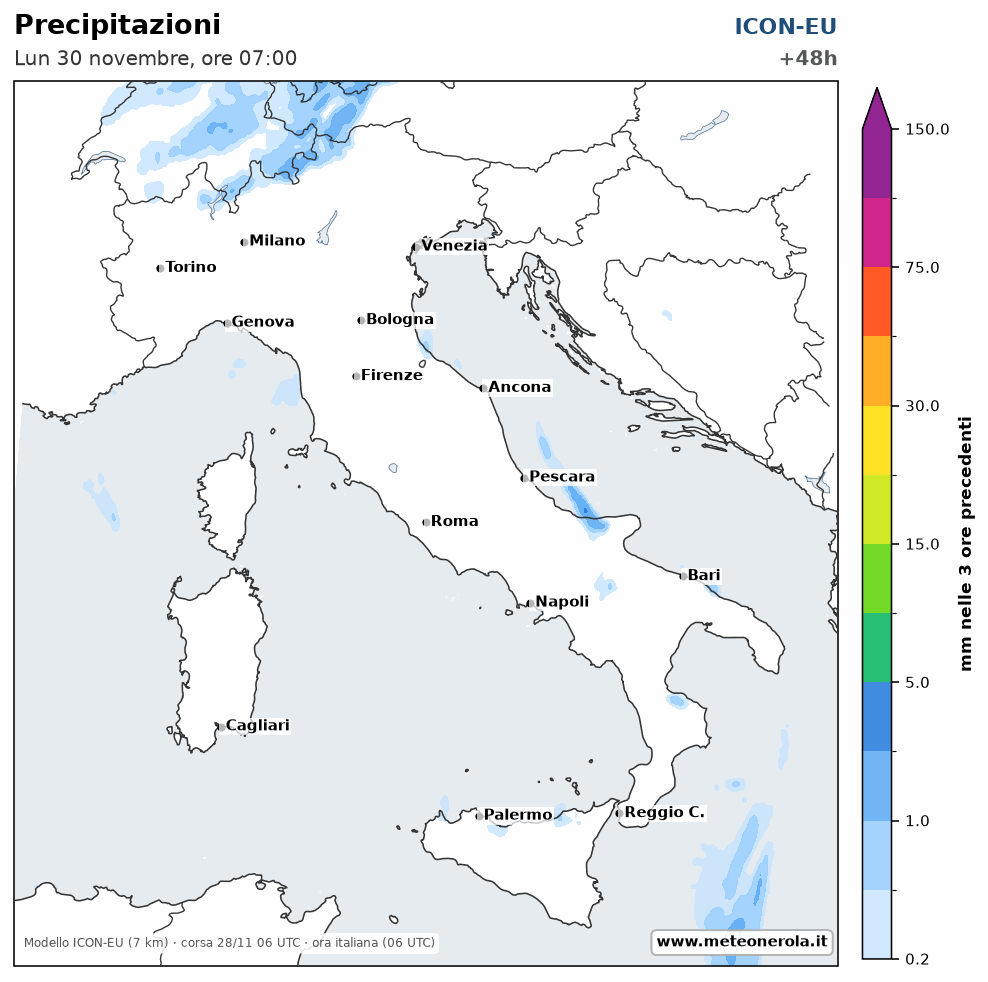 Precipitazioni
ICON-EU
Lun 30 novembre, ore 07:00
+48h
150.0
75.0
30.0
15.0
5.0
1.0
0.2
mm nelle 3 ore precedenti
Milano
Venezia
Torino
Genova
Bologna
Firenze
Ancona
Pescara
Roma
Bari
Napoli
Cagliari
Palermo
Reggio C.
Modello ICON-EU (7 km) · corsa 28/11 06 UTC · ora italiana (06 UTC)
www.meteonerola.it